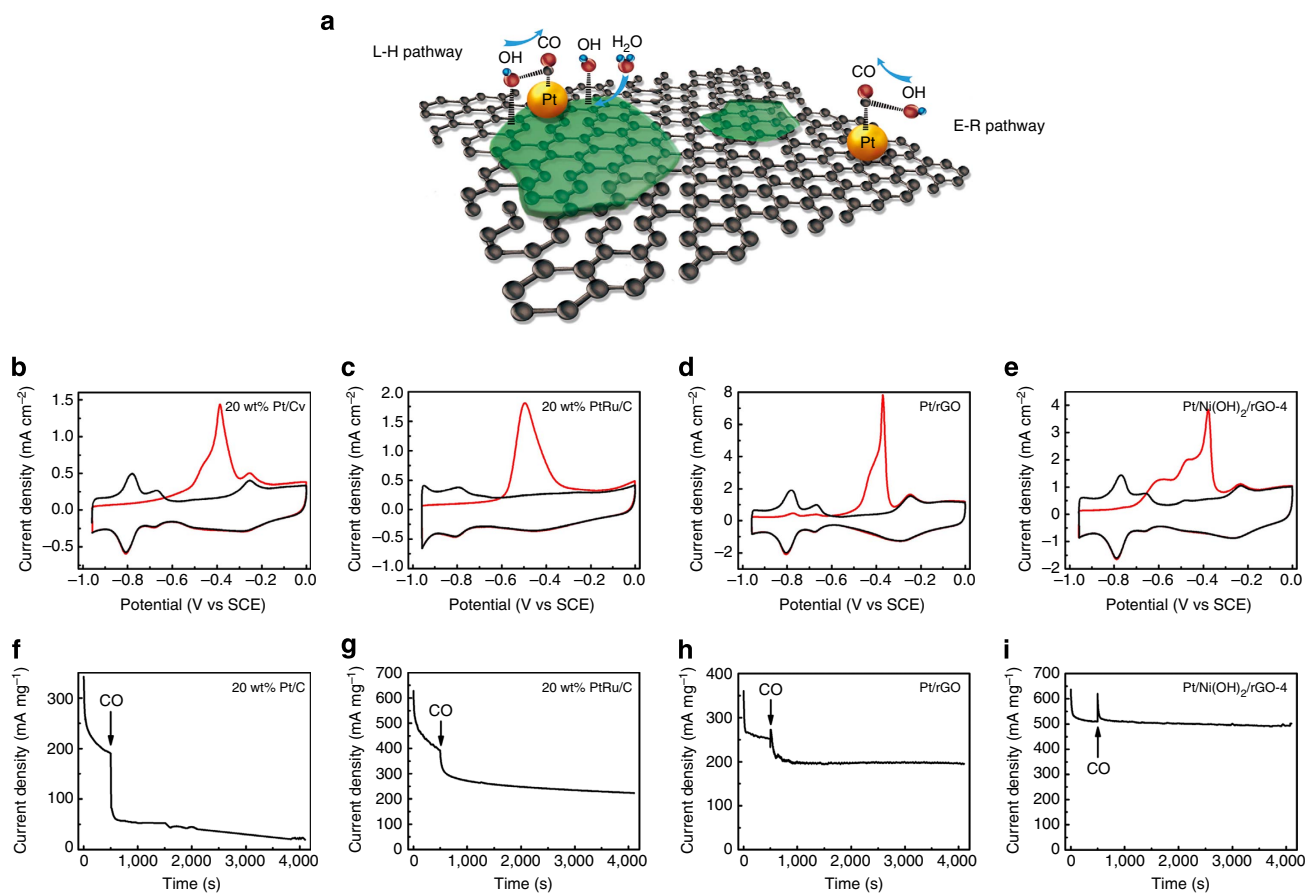 a
L-H pathway
OH
CO
OH
H2O
Pt
CO
OH
Pt
E-R pathway
b
20 wt% Pt/Cv
Current density (mA cm−2)
1.5
1.0
0.5
0.0
−0.5
−1.0 −0.8 −0.6 −0.4 −0.2 0.0
Potential (V vs SCE)
c
20 wt% PtRu/C
Current density (mA cm−2)
2.0
1.5
1.0
0.5
0.0
−0.5
−1.0
−1.0 −0.8 −0.6 −0.4 −0.2 0.0
Potential (V vs SCE)
d
Pt/rGO
Current density (mA cm−2)
8
6
4
2
0
−2
−1.0 −0.8 −0.6 −0.4 −0.2 0.0
Potential (V vs SCE)
e
Pt/Ni(OH)2/rGO-4
Current density (mA cm−2)
4
3
2
1
0
−1
−2
−1.0 −0.8 −0.6 −0.4 −0.2 0.0
Potential (V vs SCE)
f
20 wt% Pt/C
CO
Current density (mA mg−1)
300
200
100
0
0 1,000 2,000 3,000 4,000
Time (s)
g
20 wt% PtRu/C
CO
Current density (mA mg−1)
700
600
500
400
300
200
100
0
0 1,000 2,000 3,000 4,000
Time (s)
h
Pt/rGO
CO
Current density (mA mg−1)
400
300
200
100
0
0 1,000 2,000 3,000 4,000
Time (s)
i
Pt/Ni(OH)2/rGO-4
CO
Current density (mA mg−1)
700
600
500
400
300
200
100
0
0 1,000 2,000 3,000 4,000
Time (s)